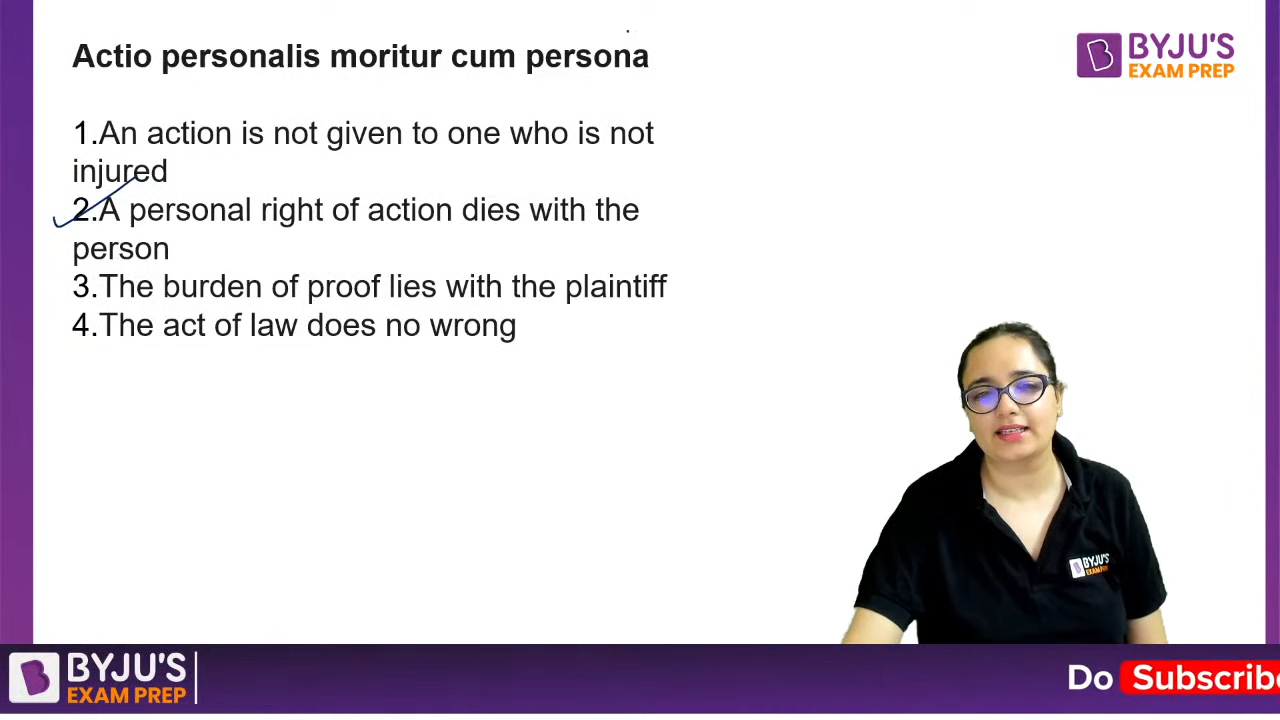 Actio personalis moritur cum persona
BYJU'S
EXAM PREP
1.An action is not given to one who is not
injured
2.A personal right of action dies with the
person
3.The burden of proof lies with the plaintiff
4.The act of law does no wrong
BYJU'S
EXAM PREP
BYJU'S
EXAM PREP
Do Subscribe